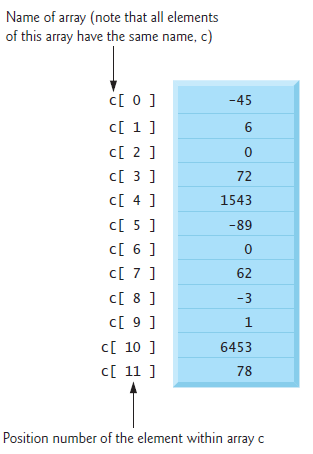 Name of array (note that all elements
of this array have the same name, c)
c[ 0 ] -45
c[ 1 ] 6
c[ 2 ] 0
c[ 3 ] 72
c[ 4 ] 1543
c[ 5 ] -89
c[ 6 ] 0
c[ 7 ] 62
c[ 8 ] -3
c[ 9 ] 1
c[ 10 ] 6453
c[ 11 ] 78
Position number of the element within array c